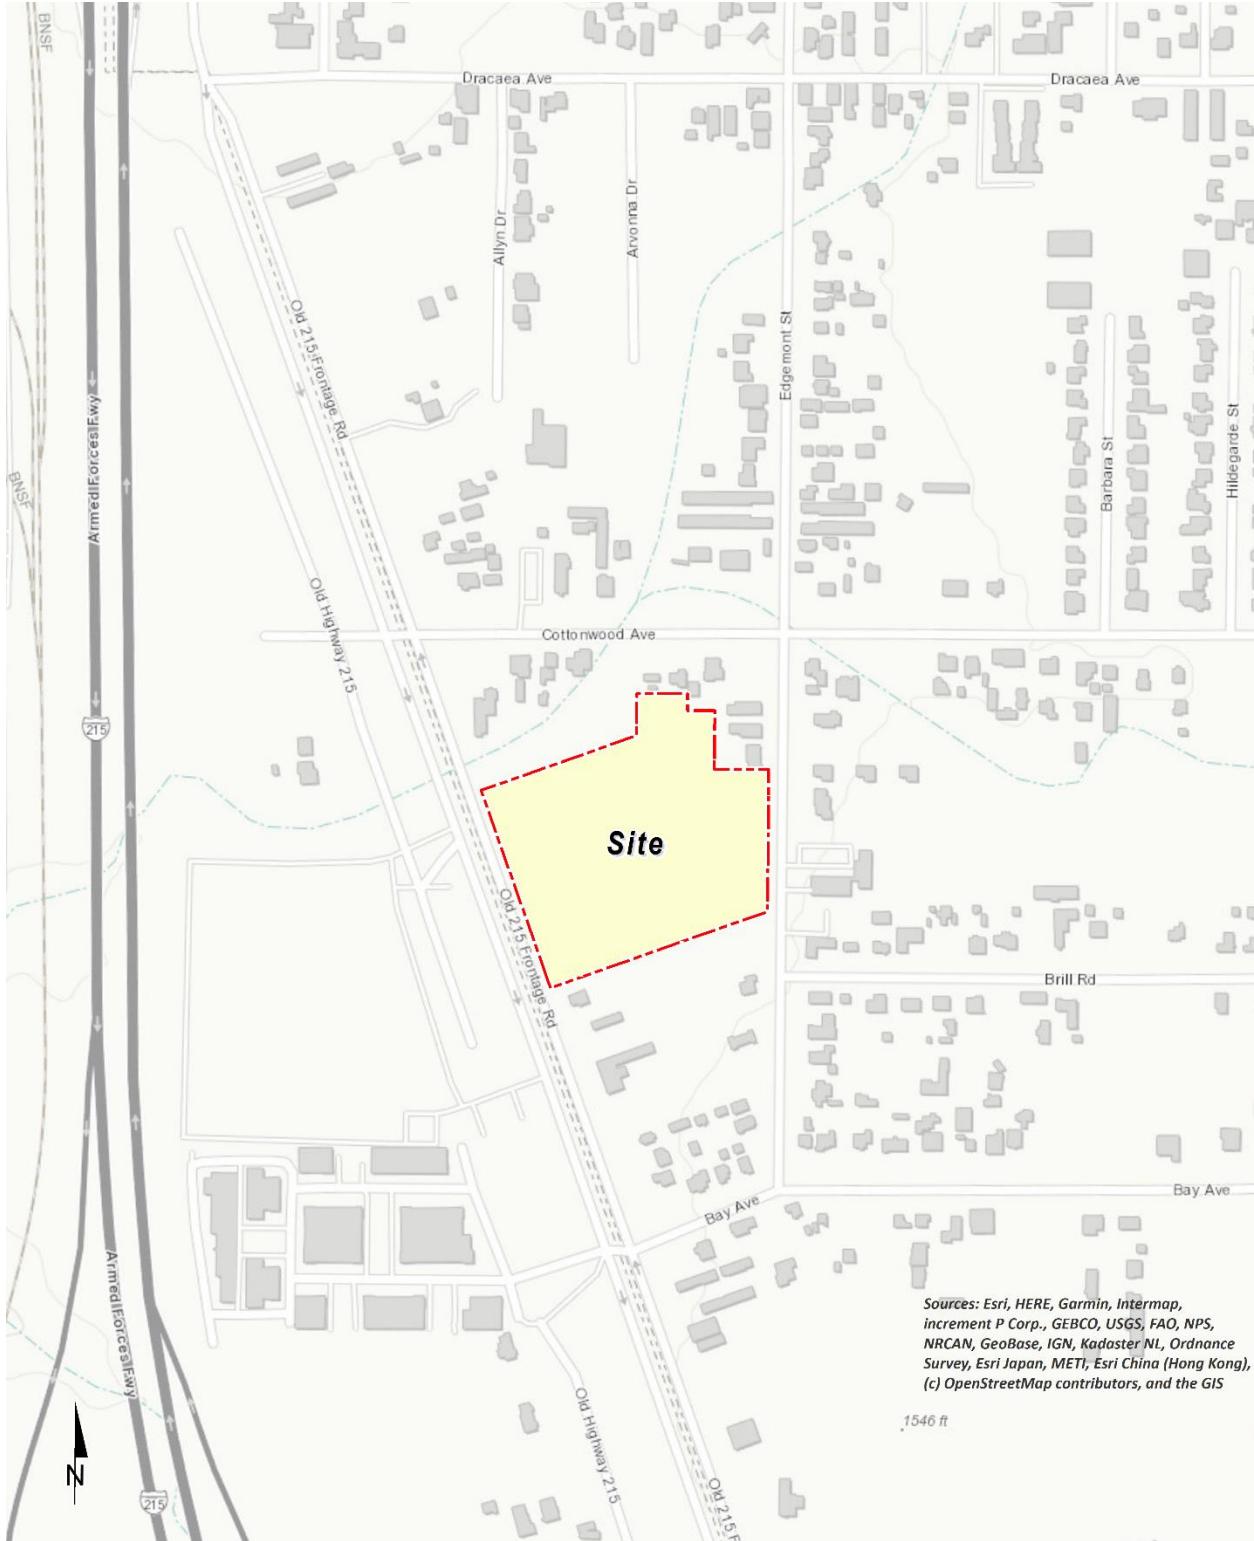 BNSF
Dracaea Ave
Dracaea Ave
Allyn Dr
Arvonna Dr
Old 215 Frontage Rd
Edgemont St
Armed Forces Fwy
BNSF
Barbara St
Hildegarde St
Old Highway 215
Cottonwood Ave
215
Site
Old 215 Frontage Rd
Brill Rd
Bay Ave
Bay Ave
Armed Forces Fwy
Sources: Esri, HERE, Garmin, Intermap,
increment P Corp., GEBCO, USGS, FAO, NPS,
NRCAN, GeoBase, IGN, Kadaster NL, Ordnance
Survey, Esri Japan, METI, Esri China (Hong Kong),
(c) OpenStreetMap contributors, and the GIS
1546 ft
Old Highway 215
N
215
Old 215 F